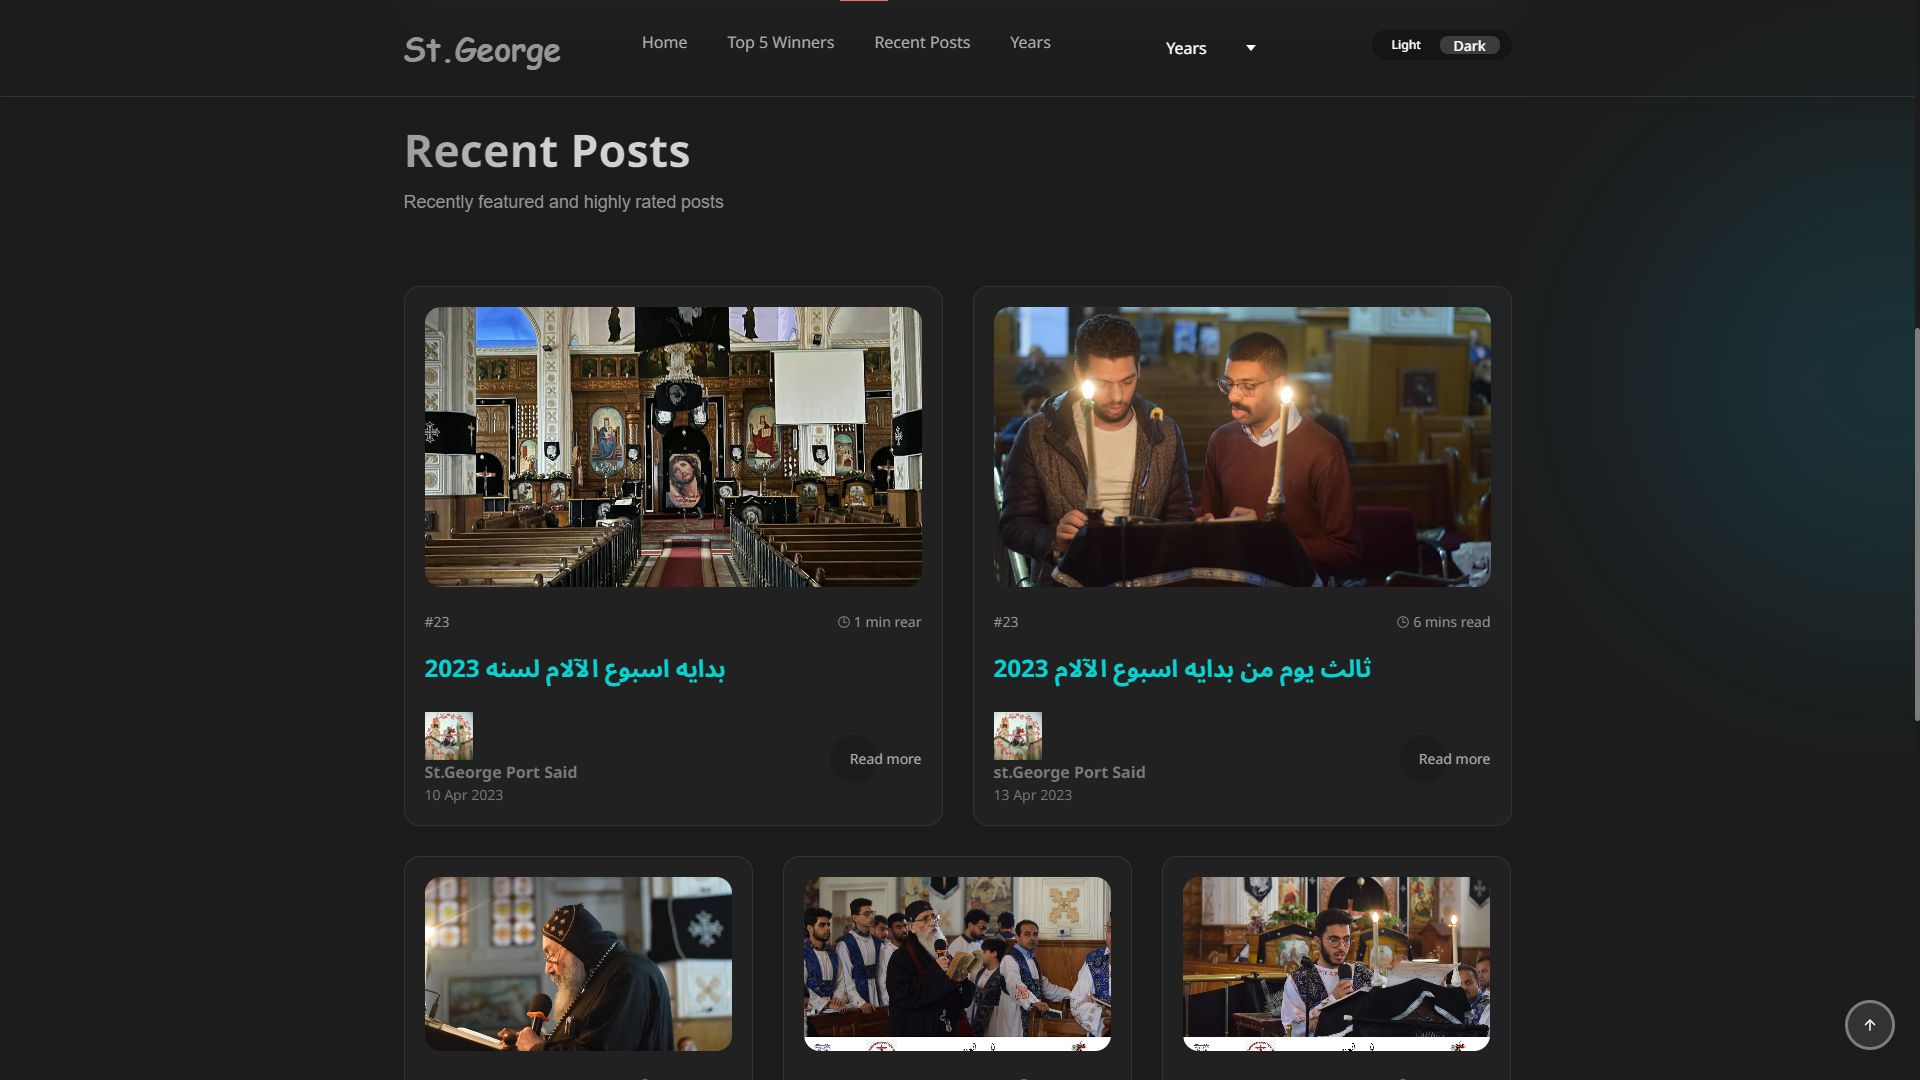 St.George
Home
Top 5 Winners
Recent Posts
Years
Years
Light
Dark
Recent Posts
Recently featured and highly rated posts
#23
1 min rear
بدايه اسبوع الآلام لسنه 2023
St.George Port Said
10 Apr 2023
Read more
#23
6 mins read
ثالث يوم من بدايه اسبوع الآلام 2023
st.George Port Said
13 Apr 2023
Read more